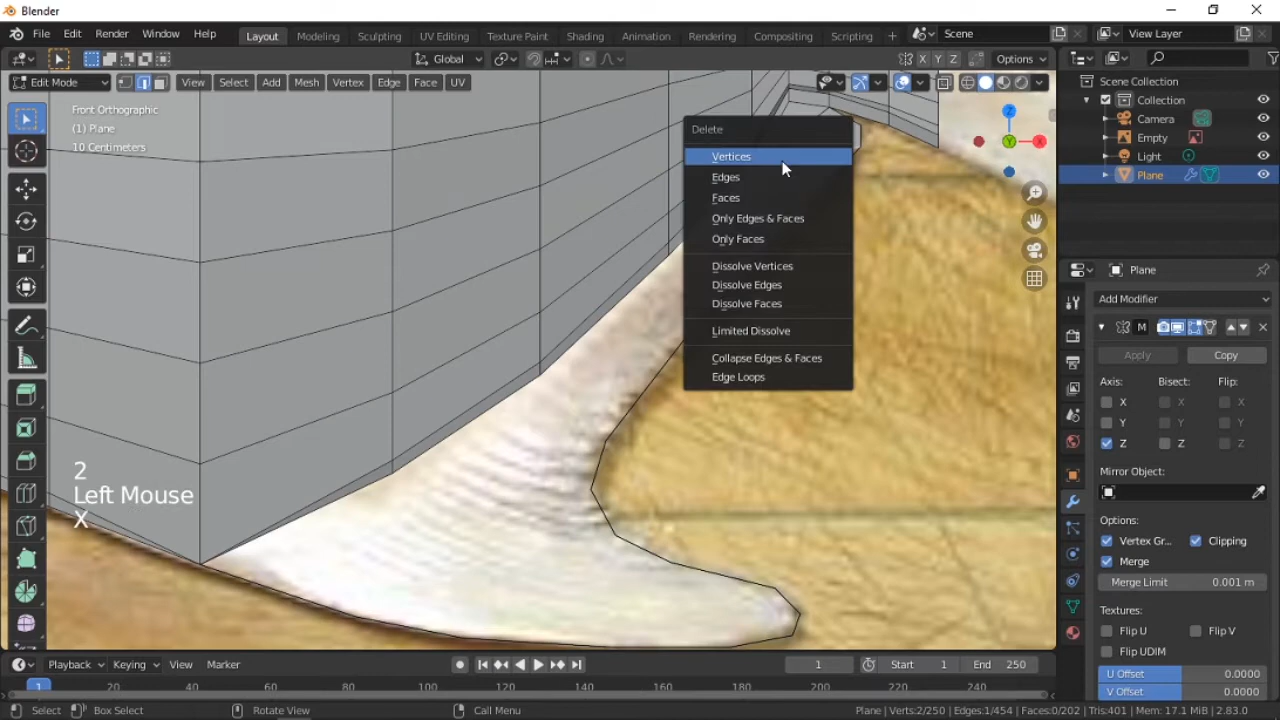 Blender
File Edit Render Window Help Layout Modeling Sculpting UV Editing Texture Paint Shading Animation Rendering Compositing Scripting + Scene View Layer
Global X Y Z Options
Edit Mode View Select Add Mesh Vertex Edge Face UV
Front Orthographic
(1) Plane
10 Centimeters
Z
X
Y
Delete
Vertices
Edges
Faces
Only Edges & Faces
Only Faces
Dissolve Vertices
Dissolve Edges
Dissolve Faces
Limited Dissolve
Collapse Edges & Faces
Edge Loops
2
Left Mouse
X
Scene Collection
Collection
Camera
Empty
Light
Plane
Plane
Add Modifier
M
Apply Copy
Axis: Bisect: Flip:
X X X
Y Y Y
Z Z Z
Mirror Object:
Options:
Vertex Gr... Clipping
Merge
Merge Limit 0.001 m
Textures:
Flip U Flip V
Flip UDIM
U Offset 0.0000
V Offset 0.0000
Playback Keying View Marker 1 Start 1 End 250
1 20 40 60 80 100 120 140 160 180 200 220 240
Select Box Select Rotate View Call Menu Plane | Verts:2/250 | Edges:1/454 | Faces:0/202 | Tris:401 | Mem: 17.1 MiB | 2.83.0